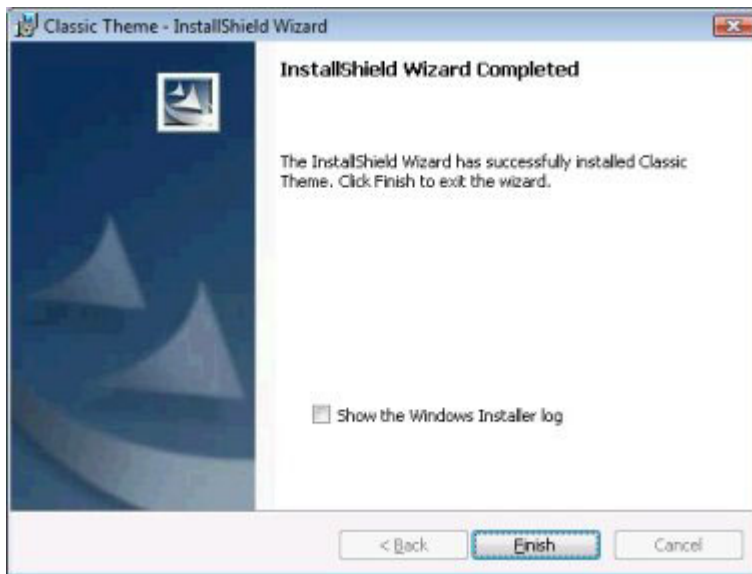 Classic Theme - InstallShield Wizard
InstallShield Wizard Completed
The InstallShield Wizard has successfully installed Classic
Theme. Click Finish to exit the wizard.
Show the Windows Installer log
< Back
Finish
Cancel